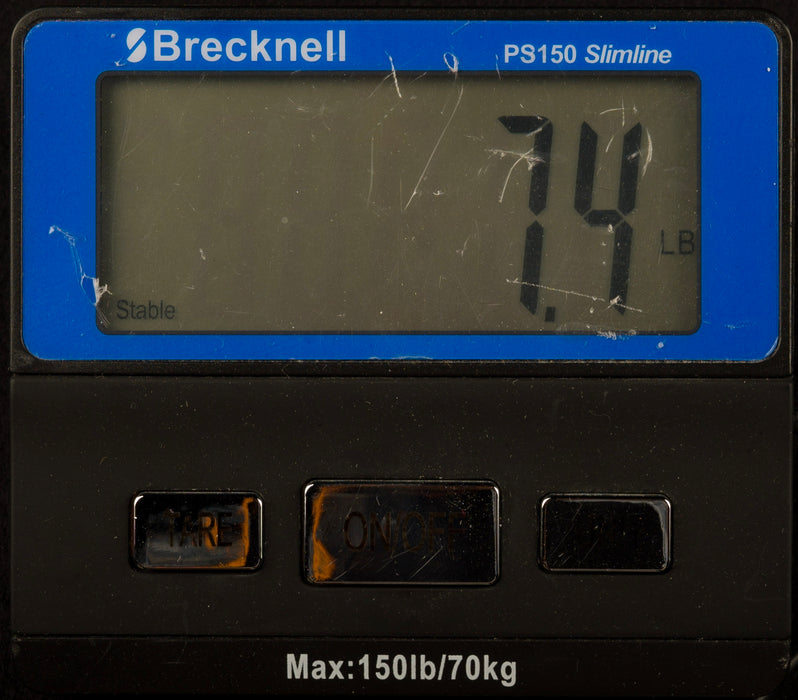 Brecknell
PS150 Slimline
7.4
LB
Stable
TARE ON/OFF
Max:150lb/70kg